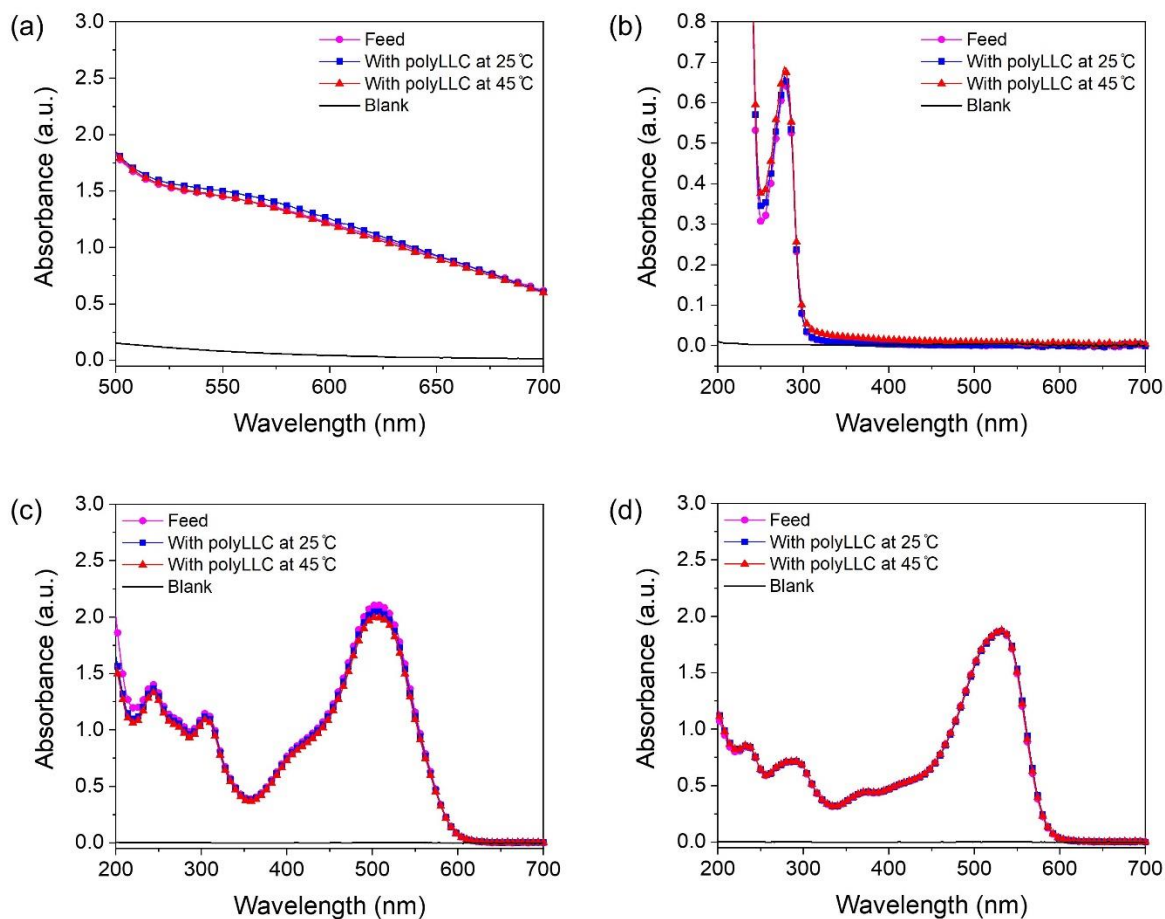 (a)
3.0
2.5
2.0
1.5
1.0
0.5
0.0
Absorbance (a.u.)
Feed
With polyLLC at 25℃
With polyLLC at 45℃
Blank
500 550 600 650 700
Wavelength (nm)
(b)
0.8
0.7
0.6
0.5
0.4
0.3
0.2
0.1
0.0
Absorbance (a.u.)
Feed
With polyLLC at 25℃
With polyLLC at 45℃
Blank
200 300 400 500 600 700
Wavelength (nm)
(c)
3.0
2.5
2.0
1.5
1.0
0.5
0.0
Absorbance (a.u.)
Feed
With polyLLC at 25℃
With polyLLC at 45℃
Blank
200 300 400 500 600 700
Wavelength (nm)
(d)
3.0
2.5
2.0
1.5
1.0
0.5
0.0
Absorbance (a.u.)
Feed
With polyLLC at 25℃
With polyLLC at 45℃
Blank
200 300 400 500 600 700
Wavelength (nm)